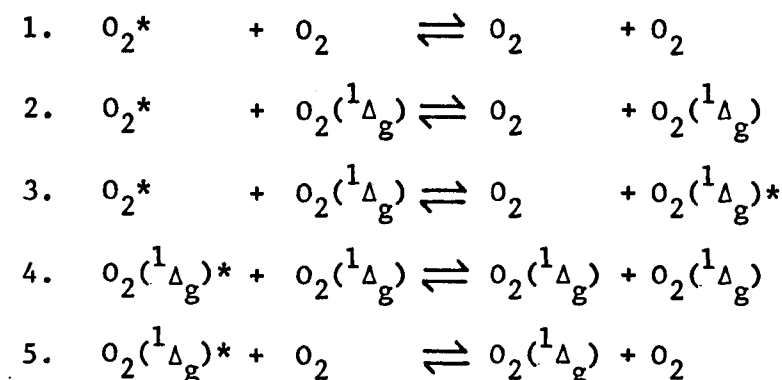 1. O₂* + O₂ ⇌ O₂ + O₂
2. O₂* + O₂(¹Δg) ⇌ O₂ + O₂(¹Δg)
3. O₂* + O₂(¹Δg) ⇌ O₂ + O₂(¹Δg)*
4. O₂(¹Δg)* + O₂(¹Δg) ⇌ O₂(¹Δg) + O₂(¹Δg)
5. O₂(¹Δg)* + O₂ ⇌ O₂(¹Δg) + O₂